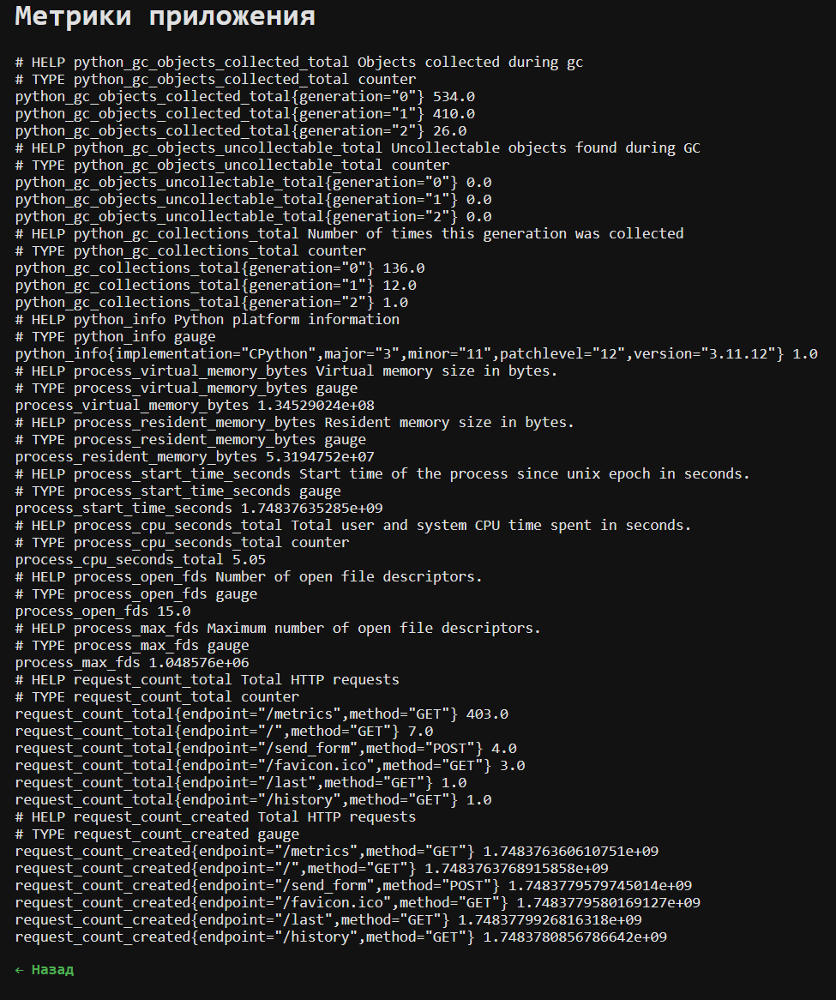 Метрики приложения
# HELP python_gc_objects_collected_total Objects collected during gc
# TYPE python_gc_objects_collected_total counter
python_gc_objects_collected_total{generation="0"} 534.0
python_gc_objects_collected_total{generation="1"} 410.0
python_gc_objects_collected_total{generation="2"} 26.0
# HELP python_gc_objects_uncollectable_total Uncollectable objects found during GC
# TYPE python_gc_objects_uncollectable_total counter
python_gc_objects_uncollectable_total{generation="0"} 0.0
python_gc_objects_uncollectable_total{generation="1"} 0.0
python_gc_objects_uncollectable_total{generation="2"} 0.0
# HELP python_gc_collections_total Number of times this generation was collected
# TYPE python_gc_collections_total counter
python_gc_collections_total{generation="0"} 136.0
python_gc_collections_total{generation="1"} 12.0
python_gc_collections_total{generation="2"} 1.0
# HELP python_info Python platform information
# TYPE python_info gauge
python_info{implementation="CPython",major="3",minor="11",patchlevel="12",version="3.11.12"} 1.0
# HELP process_virtual_memory_bytes Virtual memory size in bytes.
# TYPE process_virtual_memory_bytes gauge
process_virtual_memory_bytes 1.34529024e+08
# HELP process_resident_memory_bytes Resident memory size in bytes.
# TYPE process_resident_memory_bytes gauge
process_resident_memory_bytes 5.3194752e+07
# HELP process_start_time_seconds Start time of the process since unix epoch in seconds.
# TYPE process_start_time_seconds gauge
process_start_time_seconds 1.74837635285e+09
# HELP process_cpu_seconds_total Total user and system CPU time spent in seconds.
# TYPE process_cpu_seconds_total counter
process_cpu_seconds_total 5.05
# HELP process_open_fds Number of open file descriptors.
# TYPE process_open_fds gauge
process_open_fds 15.0
# HELP process_max_fds Maximum number of open file descriptors.
# TYPE process_max_fds gauge
process_max_fds 1.048576e+06
# HELP request_count_total Total HTTP requests
# TYPE request_count_total counter
request_count_total{endpoint="/metrics",method="GET"} 403.0
request_count_total{endpoint="/",method="GET"} 7.0
request_count_total{endpoint="/send_form",method="POST"} 4.0
request_count_total{endpoint="/favicon.ico",method="GET"} 3.0
request_count_total{endpoint="/last",method="GET"} 1.0
request_count_total{endpoint="/history",method="GET"} 1.0
# HELP request_count_created Total HTTP requests
# TYPE request_count_created gauge
request_count_created{endpoint="/metrics",method="GET"} 1.748376360610751e+09
request_count_created{endpoint="/",method="GET"} 1.7483763768915858e+09
request_count_created{endpoint="/send_form",method="POST"} 1.7483779579745014e+09
request_count_created{endpoint="/favicon.ico",method="GET"} 1.7483779580169127e+09
request_count_created{endpoint="/last",method="GET"} 1.7483779926816318e+09
request_count_created{endpoint="/history",method="GET"} 1.7483780856786642e+09
← Назад